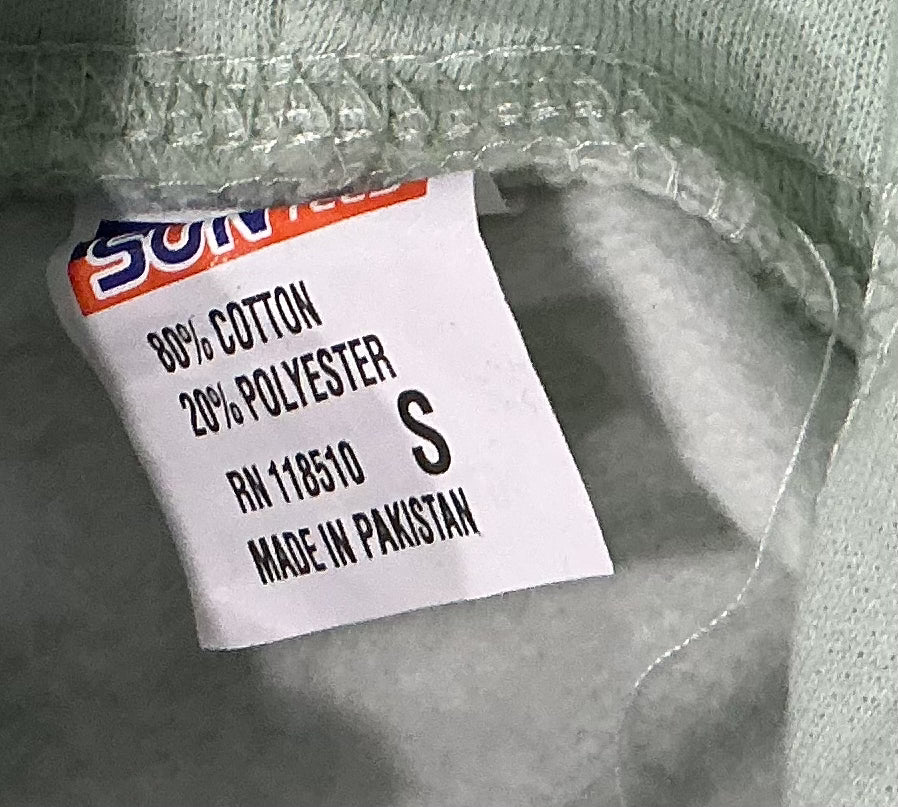 SUN
80% COTTON
20% POLYESTER
S
RN 118510
MADE IN PAKISTAN